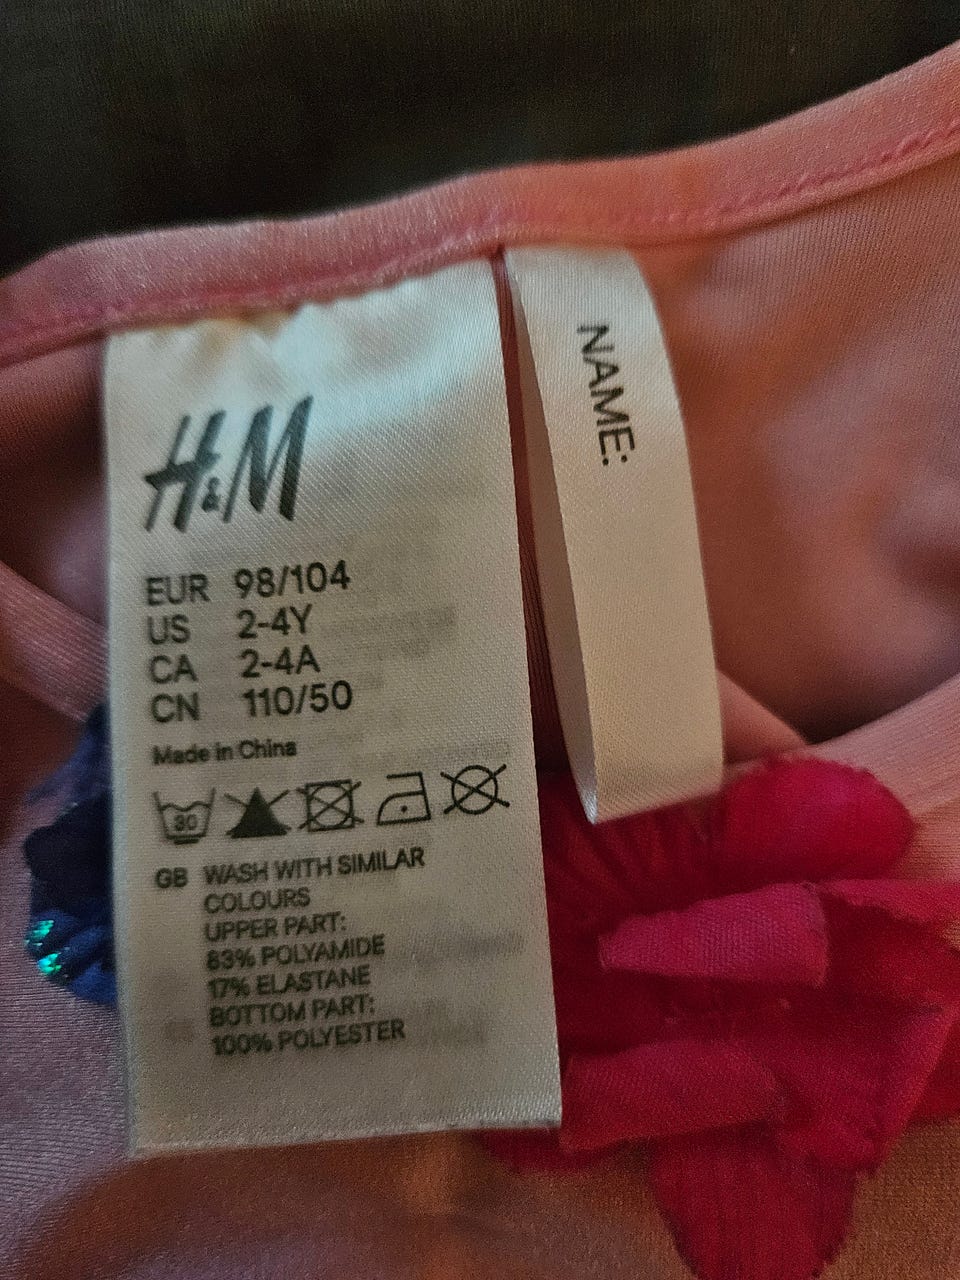 H&M
EUR 98/104
US 2-4Y
CA 2-4A
CN 110/50
Made in China
30
GB WASH WITH SIMILAR
COLOURS
UPPER PART:
83% POLYAMIDE
17% ELASTANE
BOTTOM PART:
100% POLYESTER
NAME: